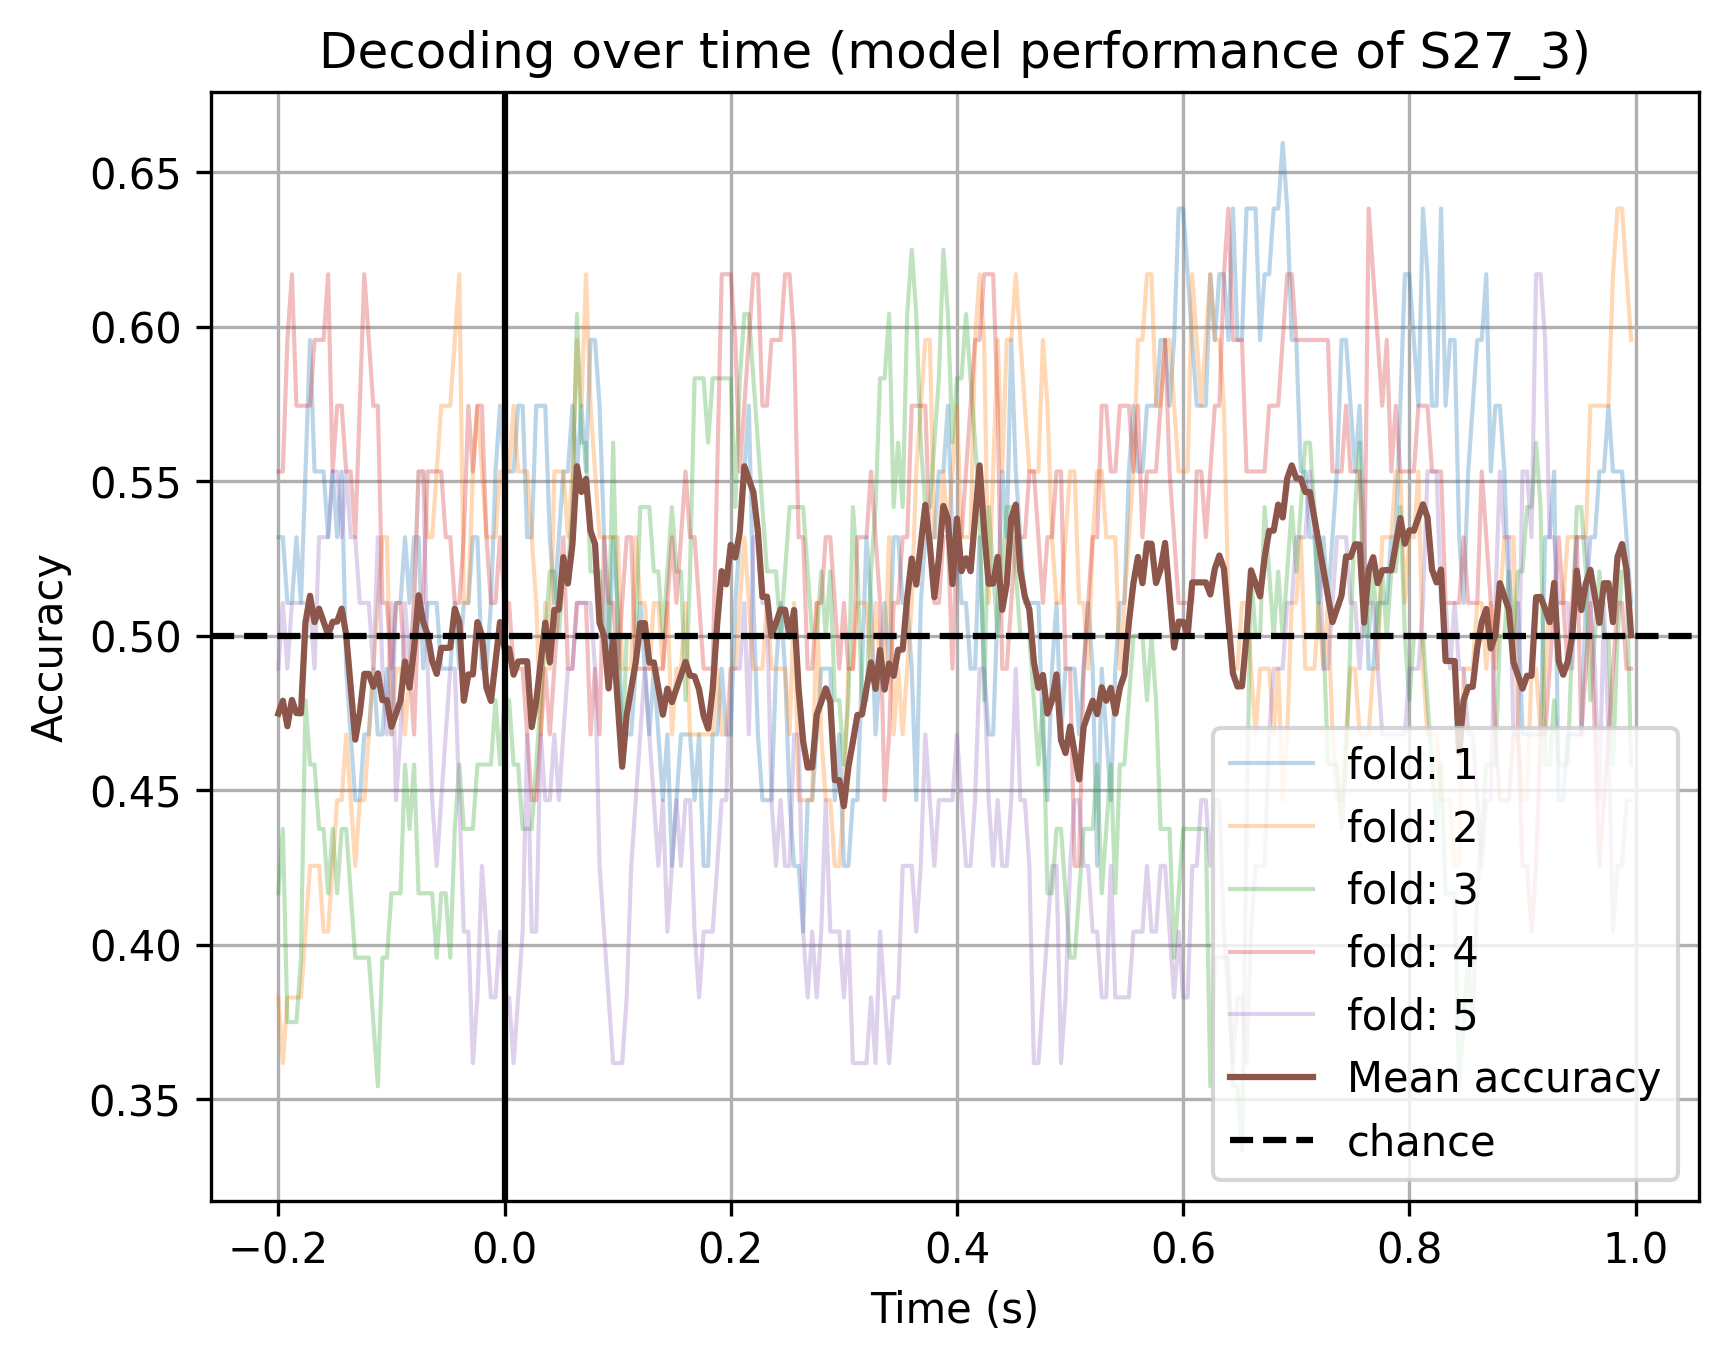 Decoding over time (model performance of S27_3)
Accuracy
0.65
0.60
0.55
0.50
0.45
0.40
0.35
fold: 1
fold: 2
fold: 3
fold: 4
fold: 5
Mean accuracy
chance
−0.2 0.0 0.2 0.4 0.6 0.8 1.0
Time (s)